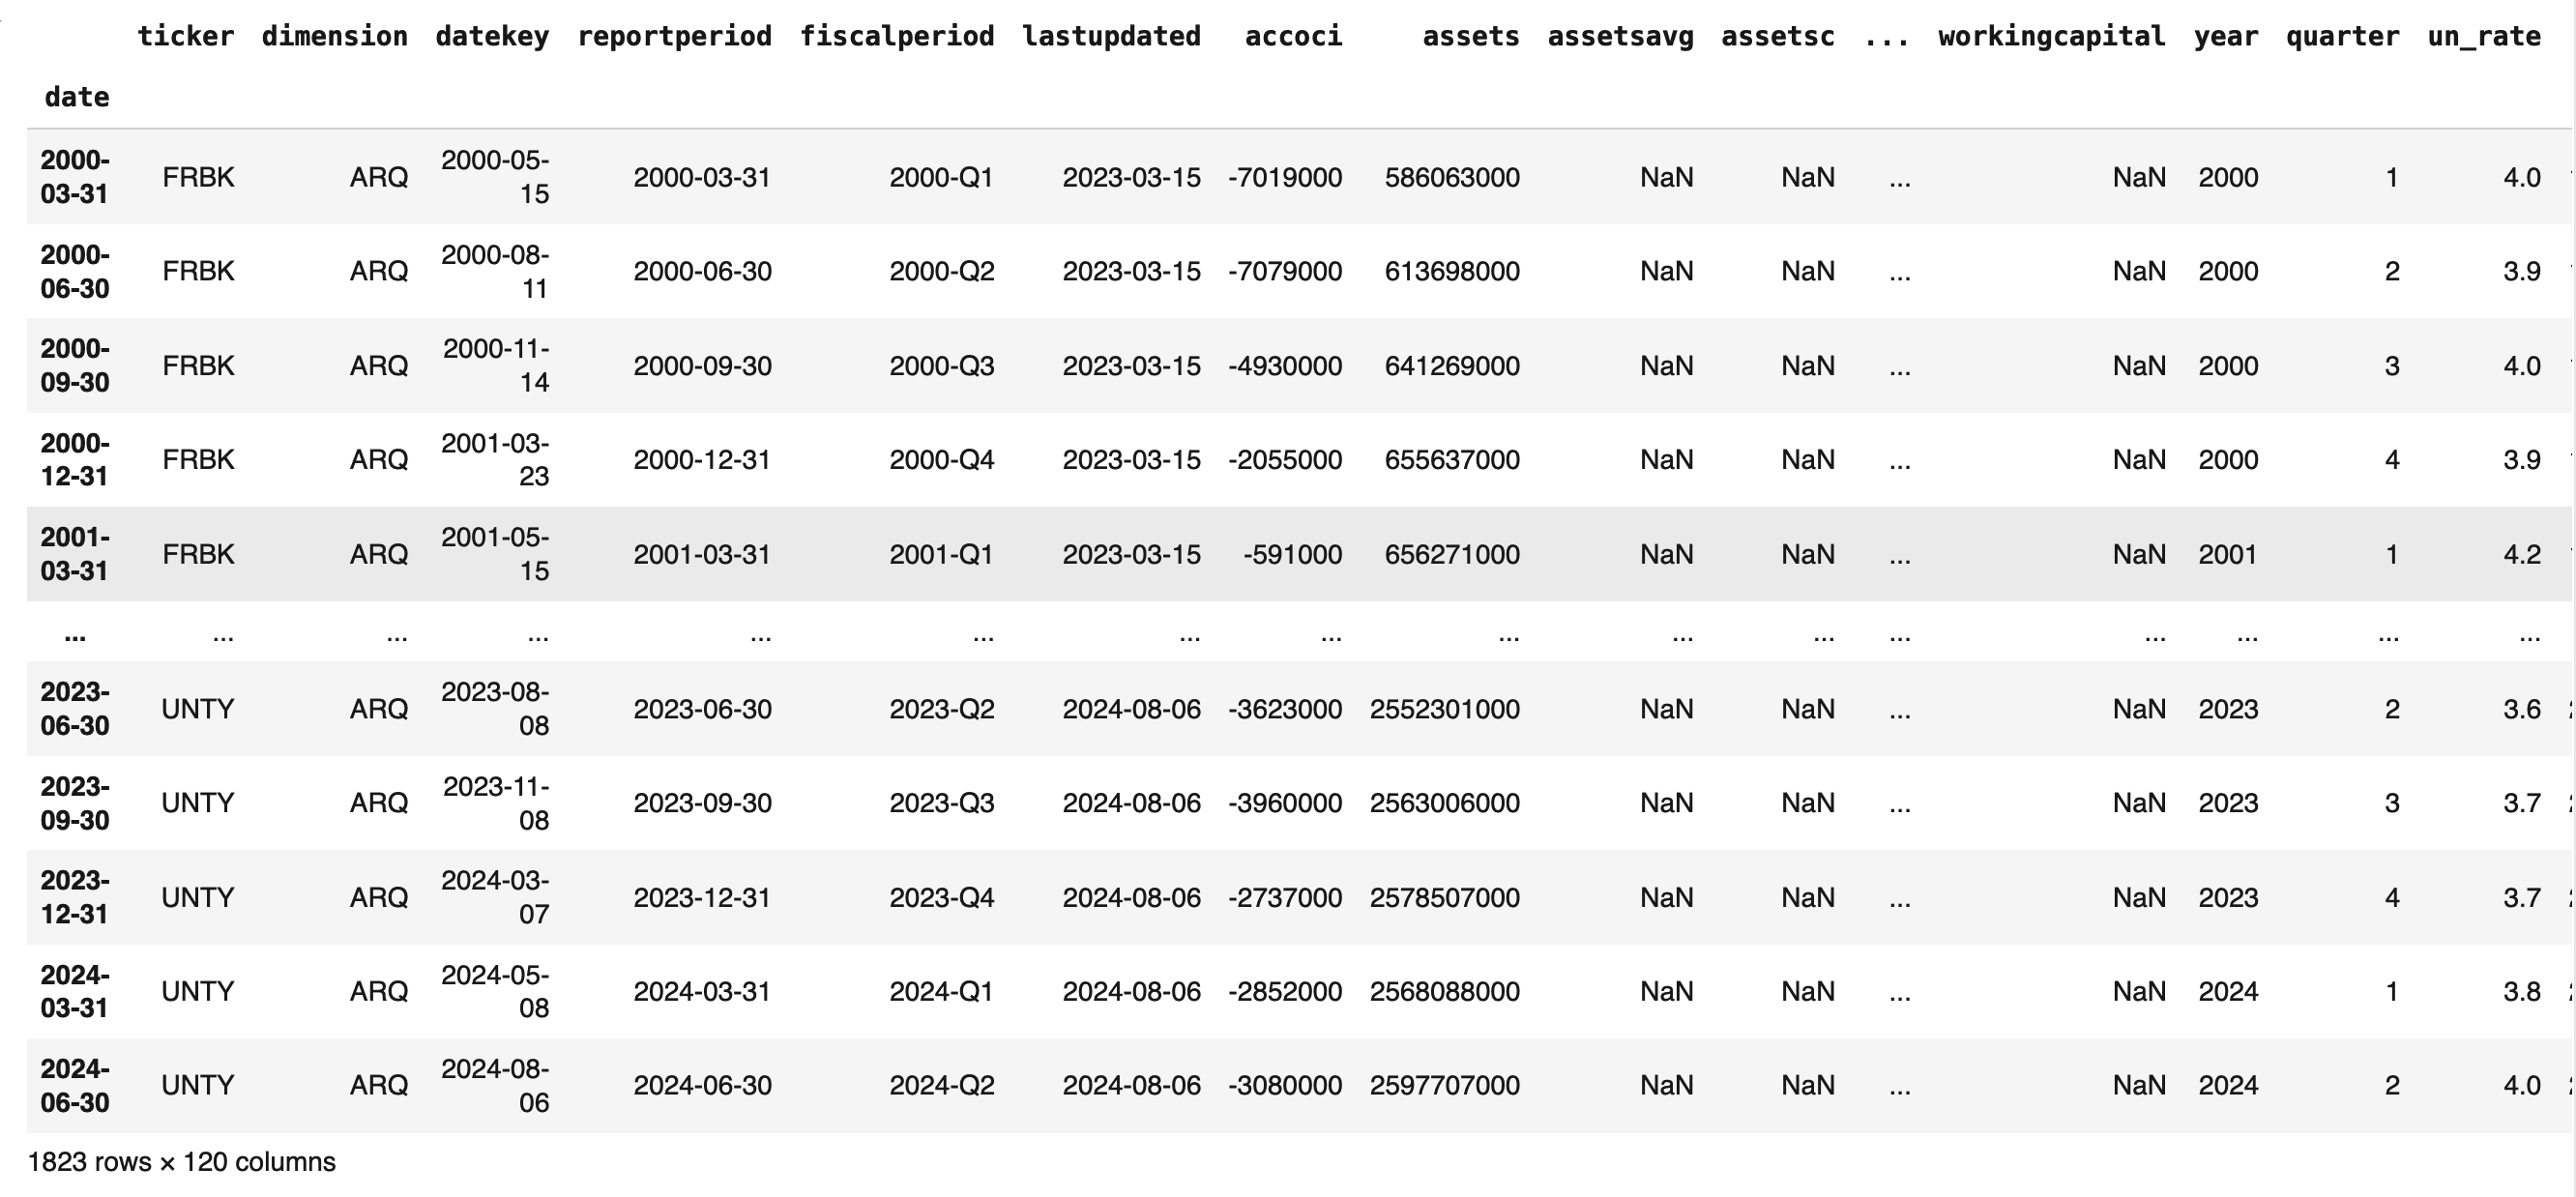 ticker dimension datekey reportperiod fiscalperiod lastupdated accoci assets assetsavg assetsc ... workingcapital year quarter un_rate
date
2000-03-31 FRBK ARQ 2000-05-15 2000-03-31 2000-Q1 2023-03-15 -7019000 586063000 NaN NaN ... NaN 2000 1 4.0
2000-06-30 FRBK ARQ 2000-08-11 2000-06-30 2000-Q2 2023-03-15 -7079000 613698000 NaN NaN ... NaN 2000 2 3.9
2000-09-30 FRBK ARQ 2000-11-14 2000-09-30 2000-Q3 2023-03-15 -4930000 641269000 NaN NaN ... NaN 2000 3 4.0
2000-12-31 FRBK ARQ 2001-03-23 2000-12-31 2000-Q4 2023-03-15 -2055000 655637000 NaN NaN ... NaN 2000 4 3.9
2001-03-31 FRBK ARQ 2001-05-15 2001-03-31 2001-Q1 2023-03-15 -591000 656271000 NaN NaN ... NaN 2001 1 4.2
... ... ... ... ... ... ... ... ... ... ... ... ... ... ... ...
2023-06-30 UNTY ARQ 2023-08-08 2023-06-30 2023-Q2 2024-08-06 -3623000 2552301000 NaN NaN ... NaN 2023 2 3.6
2023-09-30 UNTY ARQ 2023-11-08 2023-09-30 2023-Q3 2024-08-06 -3960000 2563006000 NaN NaN ... NaN 2023 3 3.7
2023-12-31 UNTY ARQ 2024-03-07 2023-12-31 2023-Q4 2024-08-06 -2737000 2578507000 NaN NaN ... NaN 2023 4 3.7
2024-03-31 UNTY ARQ 2024-05-08 2024-03-31 2024-Q1 2024-08-06 -2852000 2568088000 NaN NaN ... NaN 2024 1 3.8
2024-06-30 UNTY ARQ 2024-08-06 2024-06-30 2024-Q2 2024-08-06 -3080000 2597707000 NaN NaN ... NaN 2024 2 4.0
1823 rows × 120 columns